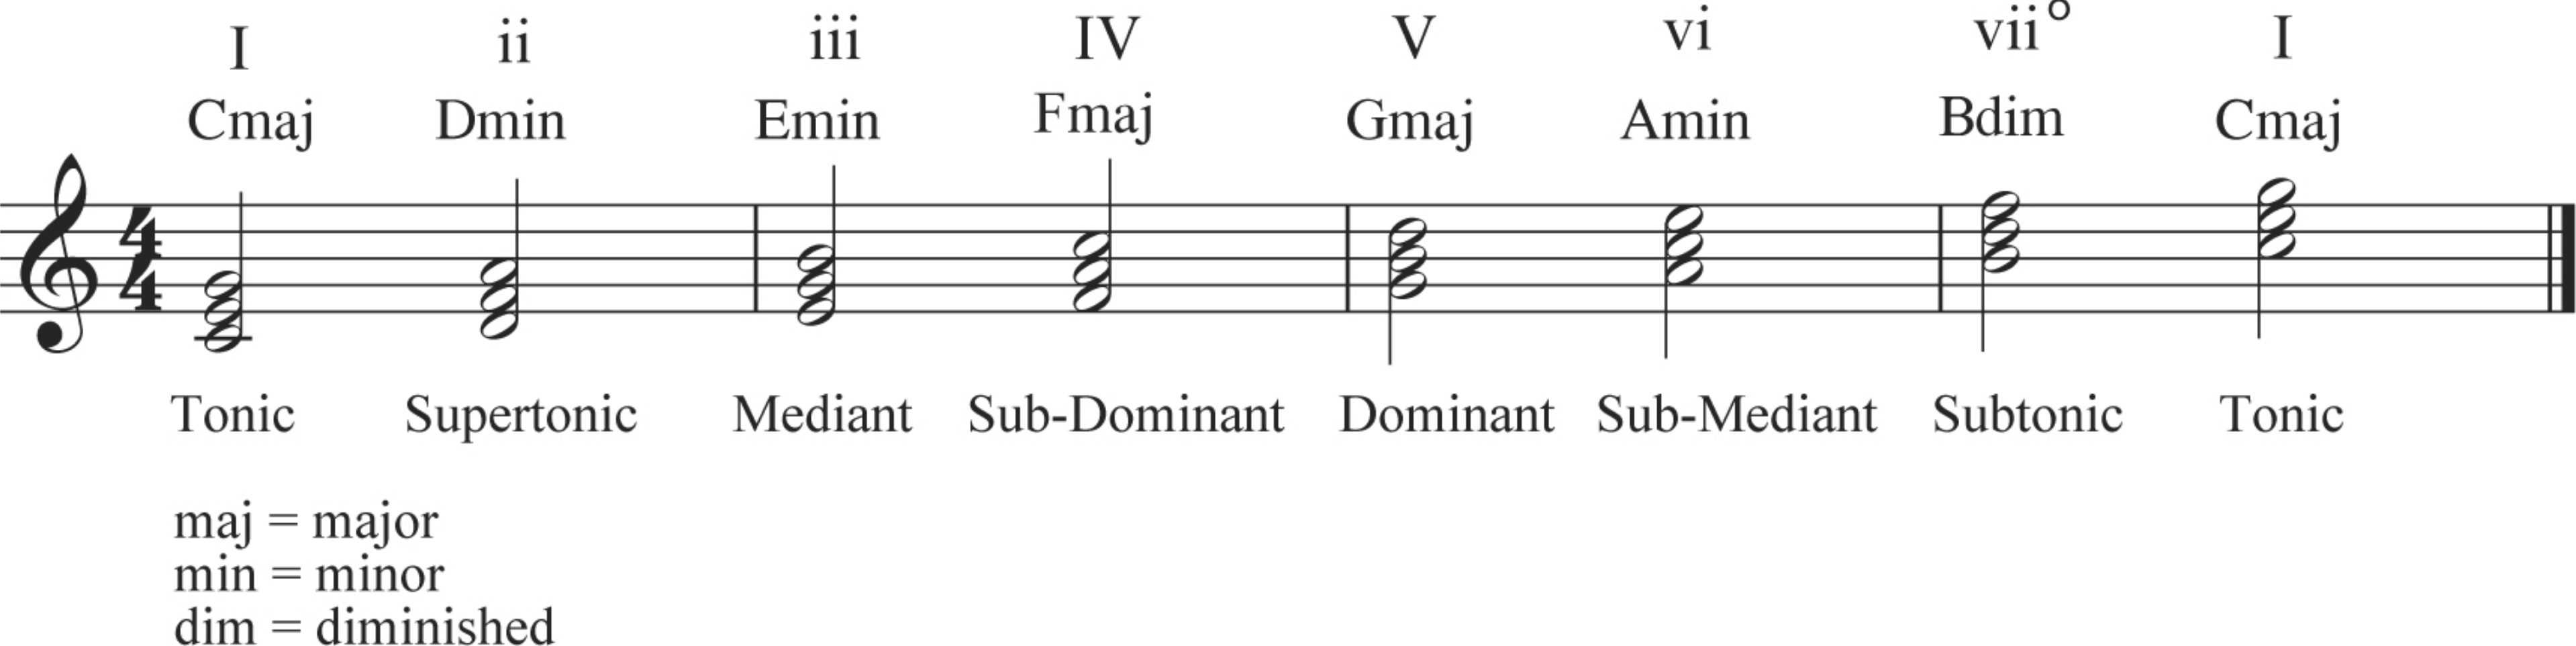 I ii iii IV V vi vii°  I
Cmaj Dmin Emin Fmaj Gmaj Amin Bdim Cmaj
4
4
Tonic Supertonic Mediant Sub-Dominant Dominant Sub-Mediant Subtonic Tonic
maj = major
min = minor
dim = diminished